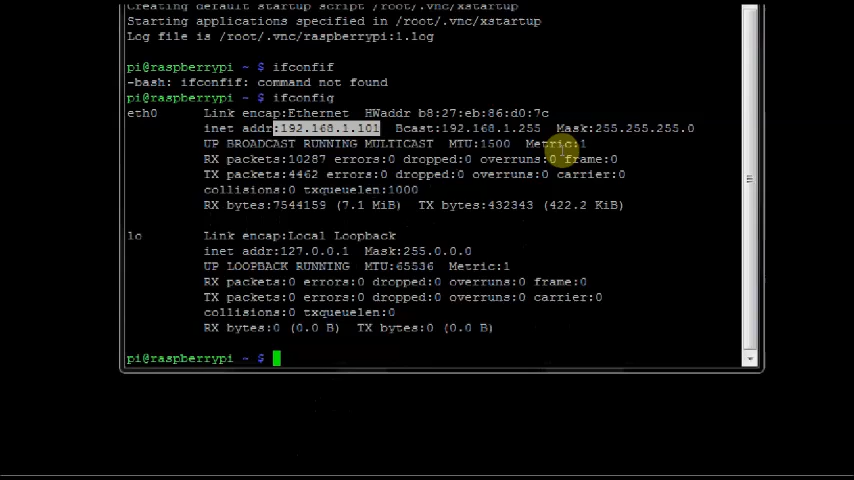 Creating default startup script /root/.vnc/xstartup
Starting applications specified in /root/.vnc/xstartup
Log file is /root/.vnc/raspberrypi:1.log
pi@raspberrypi ~ $ ifconfif
-bash: ifconfif: command not found
pi@raspberrypi ~ $ ifconfig
eth0 Link encap:Ethernet HWaddr b8:27:eb:86:d0:7c
inet addr:192.168.1.101 Bcast:192.168.1.255 Mask:255.255.255.0
UP BROADCAST RUNNING MULTICAST MTU:1500 Metric:1
RX packets:10287 errors:0 dropped:0 overruns:0 frame:0
TX packets:4462 errors:0 dropped:0 overruns:0 carrier:0
collisions:0 txqueuelen:1000
RX bytes:7544159 (7.1 MiB) TX bytes:432343 (422.2 KiB)
lo Link encap:Local Loopback
inet addr:127.0.0.1 Mask:255.0.0.0
UP LOOPBACK RUNNING MTU:65536 Metric:1
RX packets:0 errors:0 dropped:0 overruns:0 frame:0
TX packets:0 errors:0 dropped:0 overruns:0 carrier:0
collisions:0 txqueuelen:0
RX bytes:0 (0.0 B) TX bytes:0 (0.0 B)
pi@raspberrypi ~ $